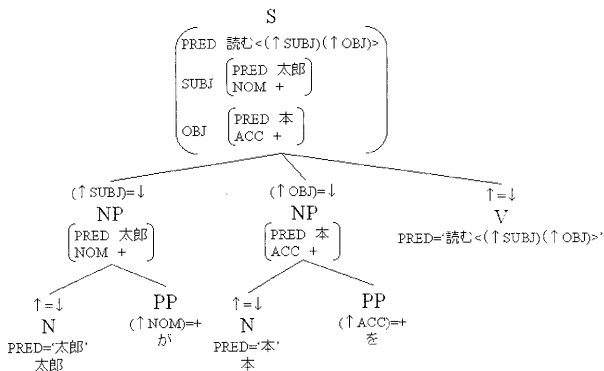 S
PRED 読む<(↑SUBJ)(↑OBJ)>
SUBJ PRED 太郎
NOM +
OBJ PRED 本
ACC +
(↑SUBJ)=↓ (↑OBJ)=↓ ↑=↓
NP NP V
PRED 太郎 PRED 本 PRED='読む<(↑SUBJ)(↑OBJ)>'
NOM + ACC +
↑=↓ PP ↑=↓ PP
N (↑NOM)=+ N (↑ACC)=+
PRED='太郎' が PRED='本' を
太郎 本